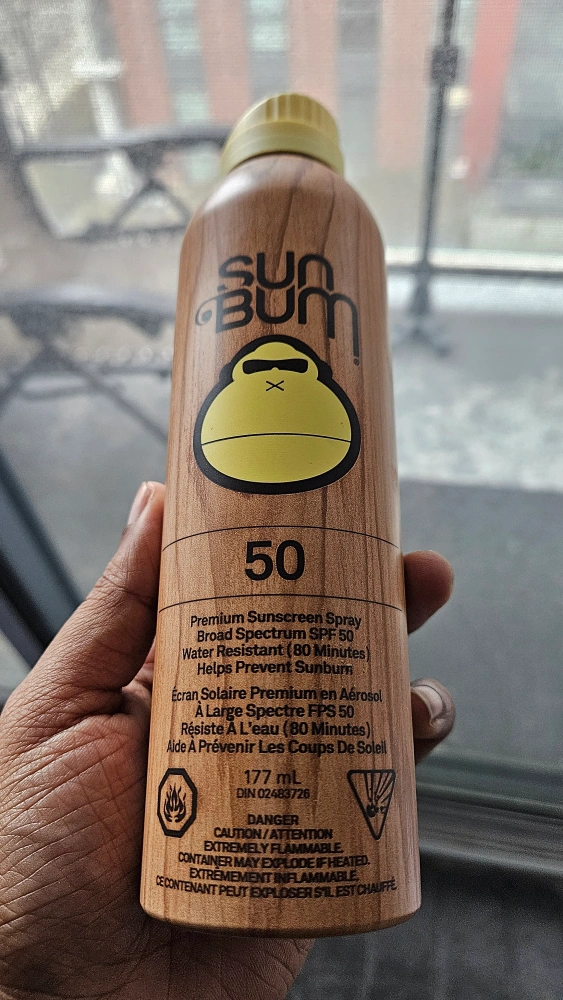 sun
Bum
50
Premium Sunscreen Spray
Broad Spectrum SPF 50
Water Resistant (80 Minutes)
Helps Prevent Sunburn
Écran Solaire Premium en Aérosol
À Large Spectre FPS 50
Résiste À L'eau (80 Minutes)
Aide À Prévenir Les Coups De Soleil
177 mL
DIN 02483726
DANGER
CAUTION / ATTENTION
EXTREMELY FLAMMABLE.
CONTAINER MAY EXPLODE IF HEATED.
EXTRÊMEMENT INFLAMMABLE.
CE CONTENANT PEUT EXPLOSER S'IL EST CHAUFFÉ.